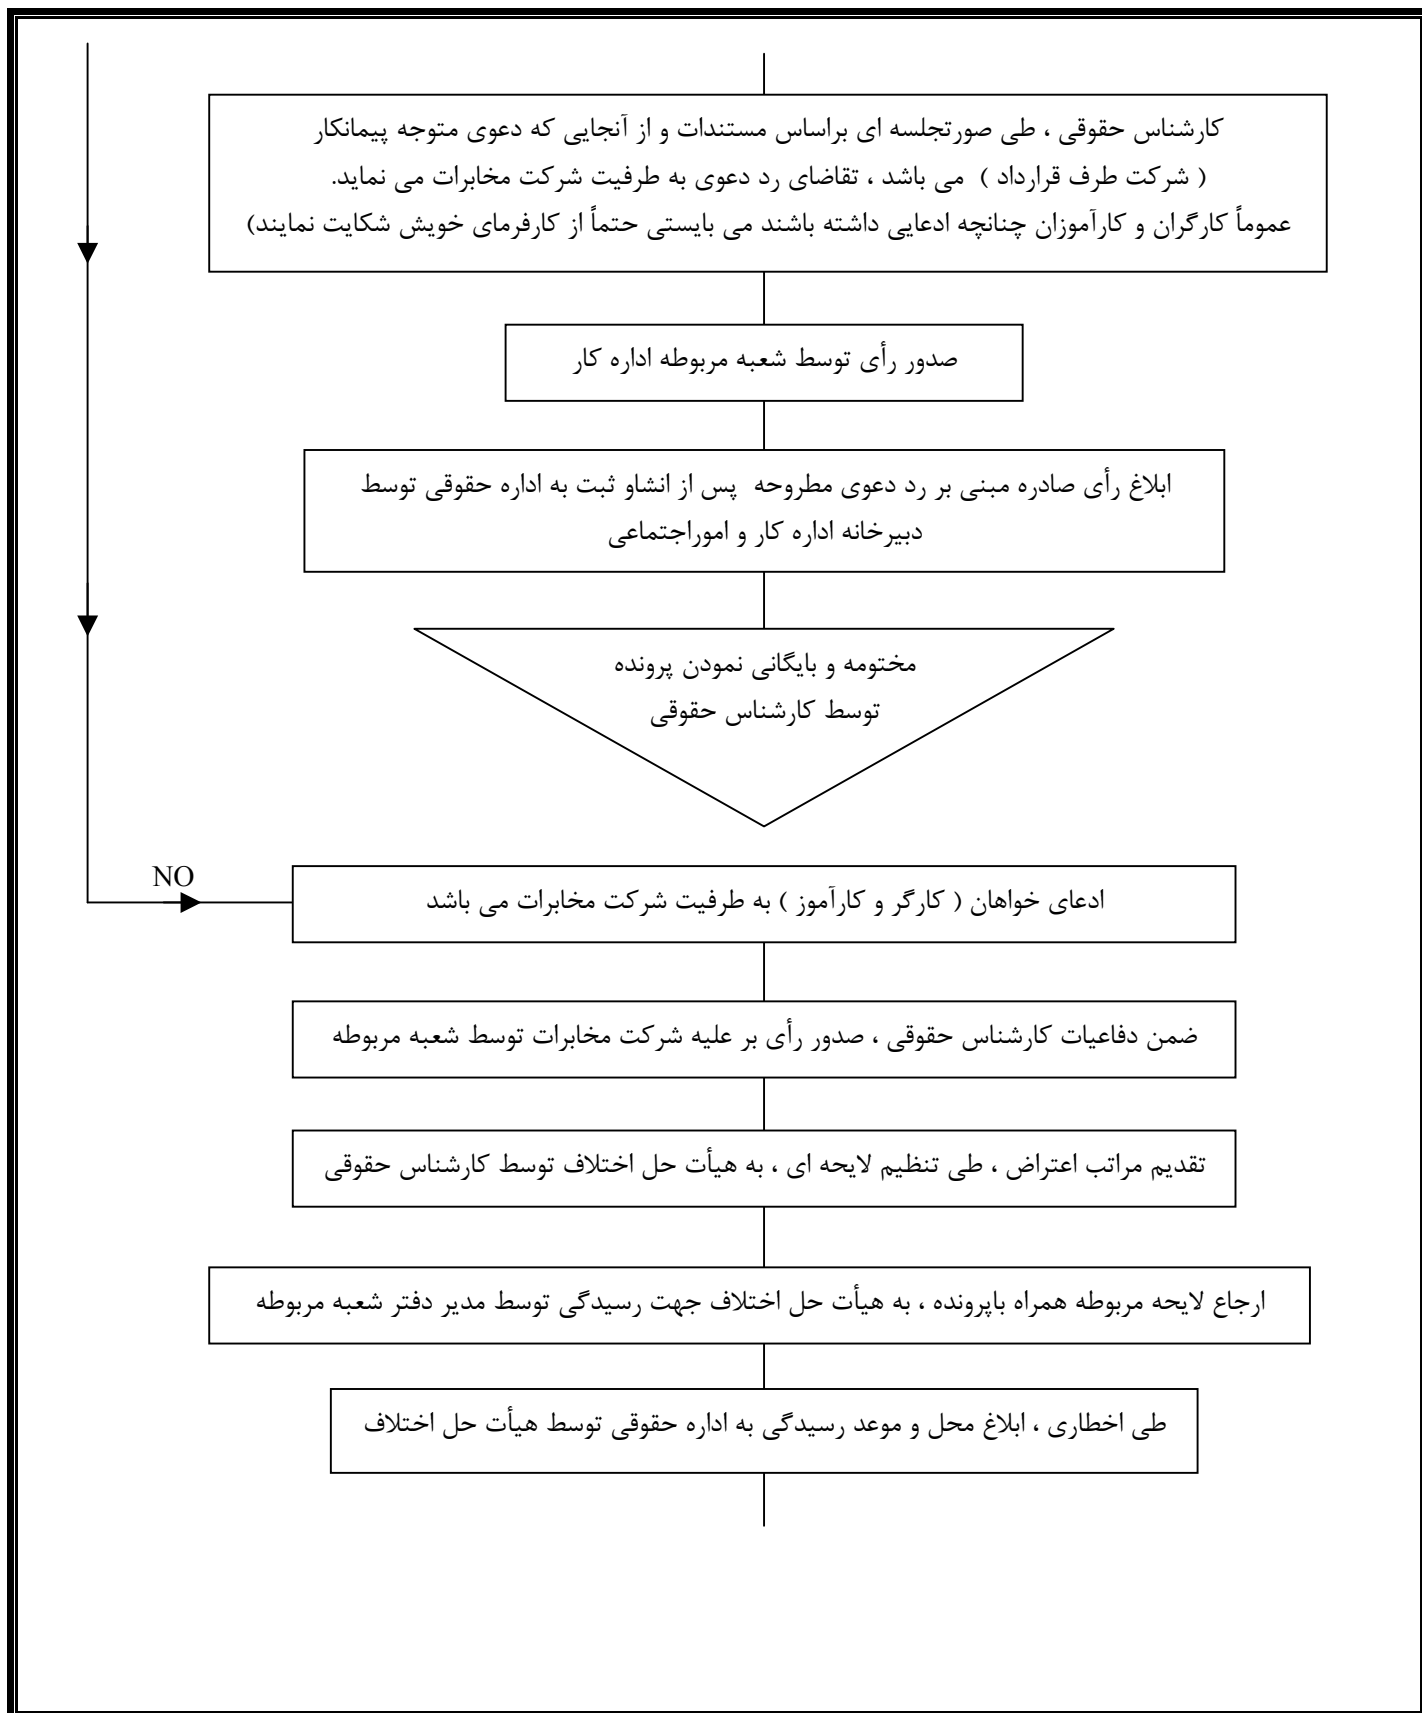 کارشناس حقوقی ، طی صورتجلسه ای براساس مستندات و از آنجایی که دعوی متوجه پیمانکار
( شرکت طرف قرارداد ) می باشد ، تقاضای رد دعوی به طرفیت شرکت مخابرات می نماید.
عموماً کارگران و کارآموزان چنانچه ادعایی داشته باشند می بایستی حتماً از کارفرمای خویش شکایت نمایند)
صدور رأی توسط شعبه مربوطه اداره کار
ابلاغ رأی صادره مبنی بر رد دعوی مطروحه پس از انشاو ثبت به اداره حقوقی توسط
دبیرخانه اداره کار و اموراجتماعی
مختومه و بایگانی نمودن پرونده
توسط کارشناس حقوقی
NO
ادعای خواهان ( کارگر و کارآموز ) به طرفیت شرکت مخابرات می باشد
ضمن دفاعیات کارشناس حقوقی ، صدور رأی بر علیه شرکت مخابرات توسط شعبه مربوطه
تقدیم مراتب اعتراض ، طی تنظیم لایحه ای ، به هیأت حل اختلاف توسط کارشناس حقوقی
ارجاع لایحه مربوطه همراه باپرونده ، به هیأت حل اختلاف جهت رسیدگی توسط مدیر دفتر شعبه مربوطه
طی اخطاری ، ابلاغ محل و موعد رسیدگی به اداره حقوقی توسط هیأت حل اختلاف